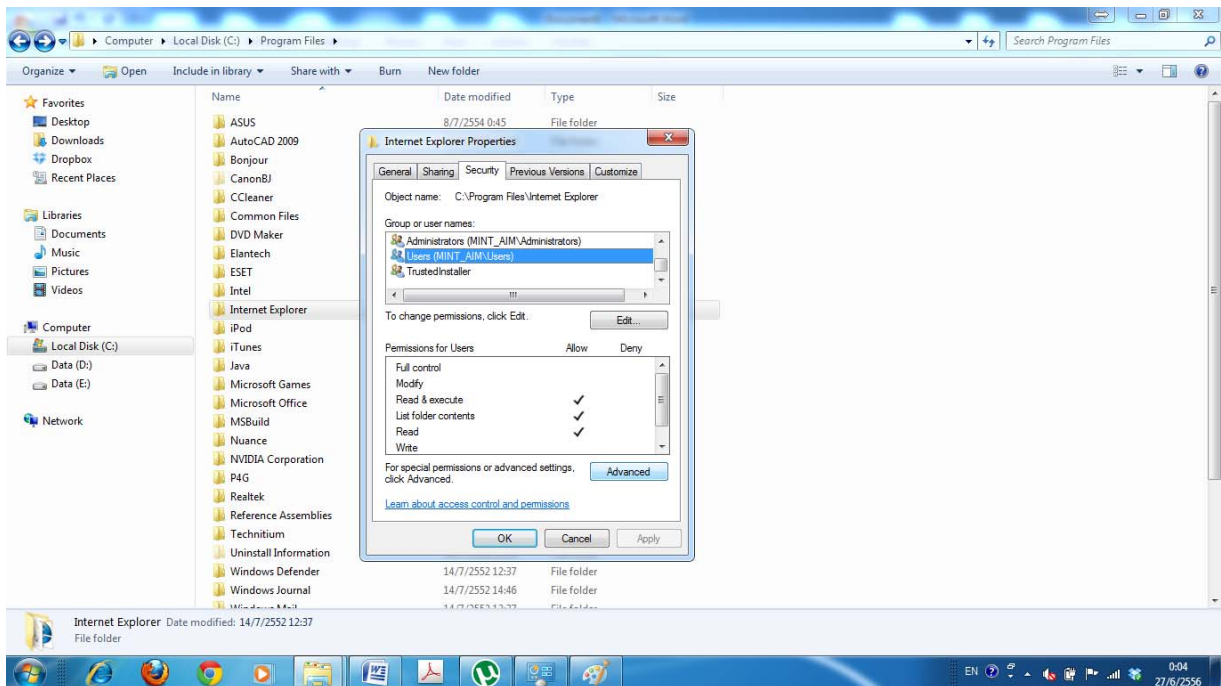 Computer ▸ Local Disk (C:) ▸ Program Files ▸
Search Program Files
Organize ▾ Open Include in library ▾ Share with ▾ Burn New folder
Name Date modified Type Size
Favorites
Desktop
Downloads
Dropbox
Recent Places
Libraries
Documents
Music
Pictures
Videos
Computer
Local Disk (C:)
Data (D:)
Data (E:)
Network
ASUS 8/7/2554 0:45 File folder
AutoCAD 2009
Bonjour
CanonBJ
CCleaner
Common Files
DVD Maker
Elantech
ESET
Intel
Internet Explorer
iPod
iTunes
Java
Microsoft Games
Microsoft Office
MSBuild
Nuance
NVIDIA Corporation
P4G
Realtek
Reference Assemblies
Technitium
Uninstall Information
Windows Defender 14/7/2552 12:37 File folder
Windows Journal 14/7/2552 14:46 File folder
Windows Mail 14/7/2552 12:37 File folder
Internet Explorer Properties
General Sharing Security Previous Versions Customize
Object name: C:\Program Files\Internet Explorer
Group or user names:
Administrators (MINT_AIM\Administrators)
Users (MINT_AIM\Users)
TrustedInstaller
To change permissions, click Edit.
Edit...
Permissions for Users Allow Deny
Full control
Modify
Read & execute
List folder contents
Read
Write
For special permissions or advanced settings,
click Advanced.
Advanced
Learn about access control and permissions
OK Cancel Apply
Internet Explorer Date modified: 14/7/2552 12:37
File folder
EN
0:04
27/6/2556